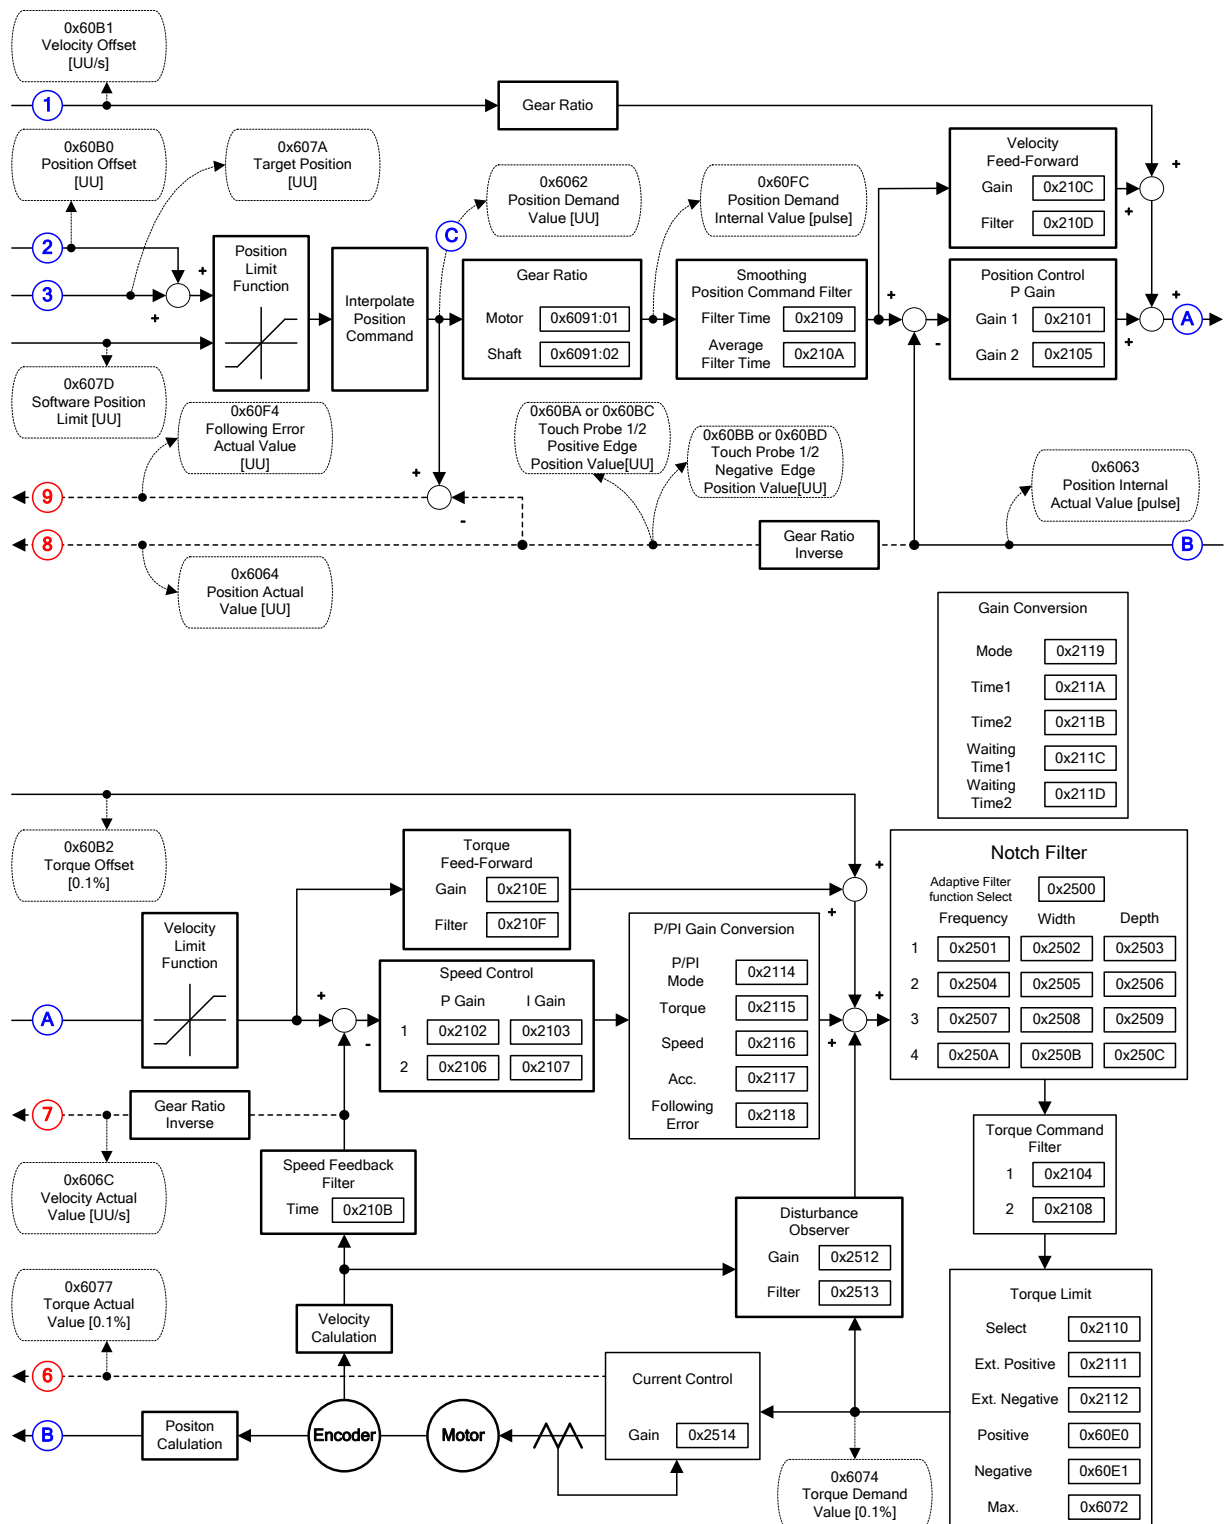 0x60B1
Velocity Offset
[UU/s]
1
Gear Ratio
0x60B0
Position Offset
[UU]
0x607A
Target Position
[UU]
0x6062
Position Demand
Value [UU]
0x60FC
Position Demand
Internal Value [pulse]
Velocity
Feed-Forward
Gain 0x210C
Filter 0x210D
+
+
2
C
3
+
+
Position
Limit
Function
Interpolate
Position
Command
Gear Ratio
Motor 0x6091:01
Shaft 0x6091:02
Smoothing
Position Command Filter
Filter Time 0x2109
Average
Filter Time 0x210A
+
-
Position Control
P Gain
Gain 1 0x2101
Gain 2 0x2105
+
+
A
0x607D
Software Position
Limit [UU]
0x60F4
Following Error
Actual Value
[UU]
0x60BA or 0x60BC
Touch Probe 1/2
Positive Edge
Position Value[UU]
0x60BB or 0x60BD
Touch Probe 1/2
Negative Edge
Position Value[UU]
0x6063
Position Internal
Actual Value [pulse]
9
+
-
8
Gear Ratio
Inverse
B
0x6064
Position Actual
Value [UU]
Gain Conversion
Mode 0x2119
Time1 0x211A
Time2 0x211B
Waiting
Time1 0x211C
Waiting
Time2 0x211D
0x60B2
Torque Offset
[0.1%]
Torque
Feed-Forward
Gain 0x210E
Filter 0x210F
+
+
Notch Filter
Adaptive Filter
function Select 0x2500
Frequency Width Depth
1 0x2501 0x2502 0x2503
2 0x2504 0x2505 0x2506
3 0x2507 0x2508 0x2509
4 0x250A 0x250B 0x250C
Velocity
Limit
Function
A
+
-
Speed Control
P Gain I Gain
1 0x2102 0x2103
2 0x2106 0x2107
P/PI Gain Conversion
P/PI
Mode 0x2114
Torque 0x2115
Speed 0x2116
Acc. 0x2117
Following
Error 0x2118
+
+
7
Gear Ratio
Inverse
0x606C
Velocity Actual
Value [UU/s]
Speed Feedback
Filter
Time 0x210B
Torque Command
Filter
1 0x2104
2 0x2108
Disturbance
Observer
Gain 0x2512
Filter 0x2513
0x6077
Torque Actual
Value [0.1%]
Velocity
Calulation
6
Torque Limit
Select 0x2110
Ext. Positive 0x2111
Ext. Negative 0x2112
Positive 0x60E0
Negative 0x60E1
Max. 0x6072
B
Positon
Calulation
Encoder
Motor
Current Control
Gain 0x2514
0x6074
Torque Demand
Value [0.1%]